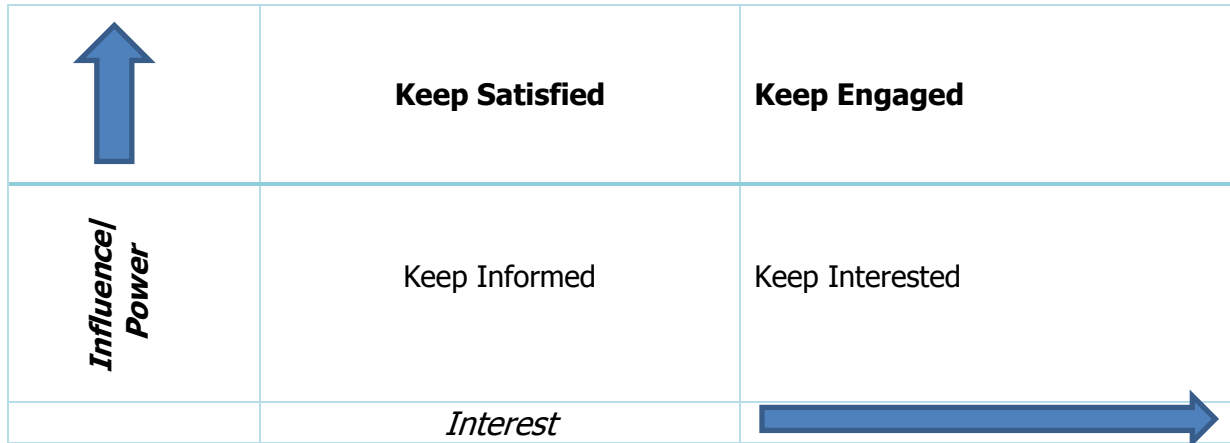 Keep Satisfied
Keep Engaged
Influence/
Power
Keep Informed
Keep Interested
Interest